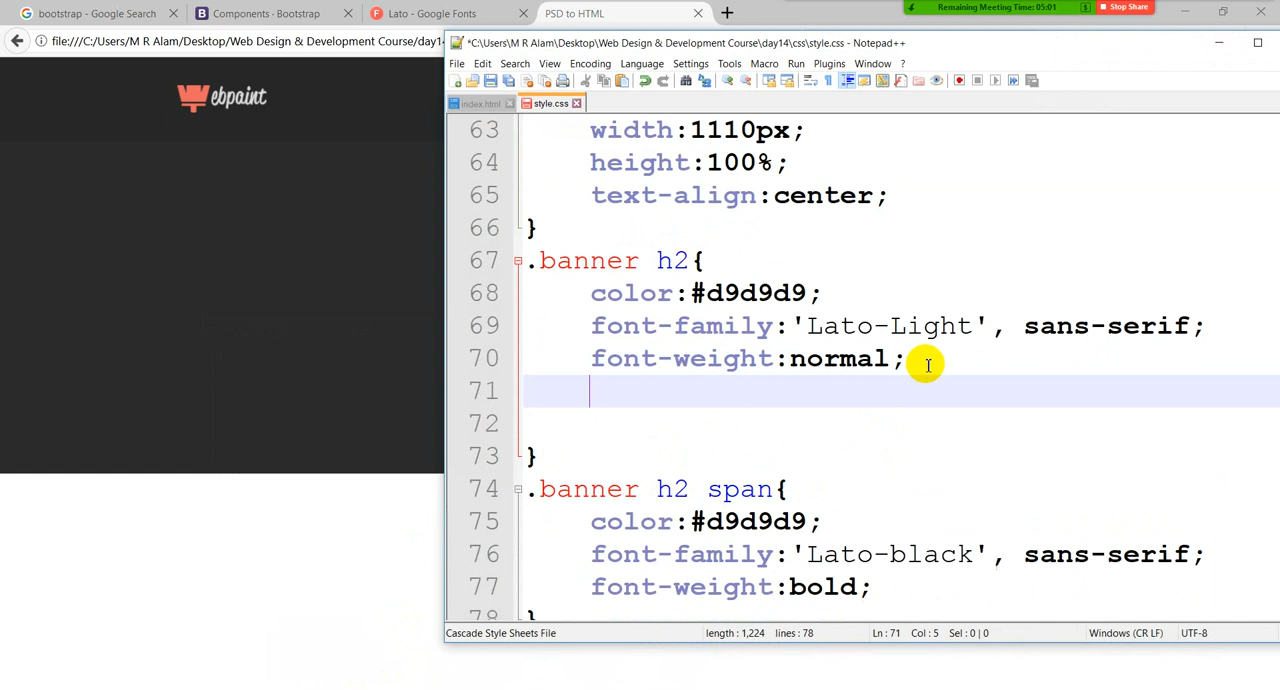 bootstrap - Google Search
Components · Bootstrap
Lato - Google Fonts
PSD to HTML
Remaining Meeting Time: 05:01
Stop Share
file:///C:/Users/M R Alam/Desktop/Web Design & Development Course/day14
*C:\Users\M R Alam\Desktop\Web Design & Development Course\day14\css\style.css - Notepad++
File Edit Search View Encoding Language Settings Tools Macro Run Plugins Window ?
index.html
style.css
ebpaint
63 width:1110px;
64 height:100%;
65 text-align:center;
66 }
67 .banner h2{
68 color:#d9d9d9;
69 font-family:'Lato-Light', sans-serif;
70 font-weight:normal;
71
72
73 }
74 .banner h2 span{
75 color:#d9d9d9;
76 font-family:'Lato-black', sans-serif;
77 font-weight:bold;
78 }
Cascade Style Sheets File
length : 1,224 lines : 78
Ln : 71 Col : 5 Sel : 0 | 0
Windows (CR LF)
UTF-8